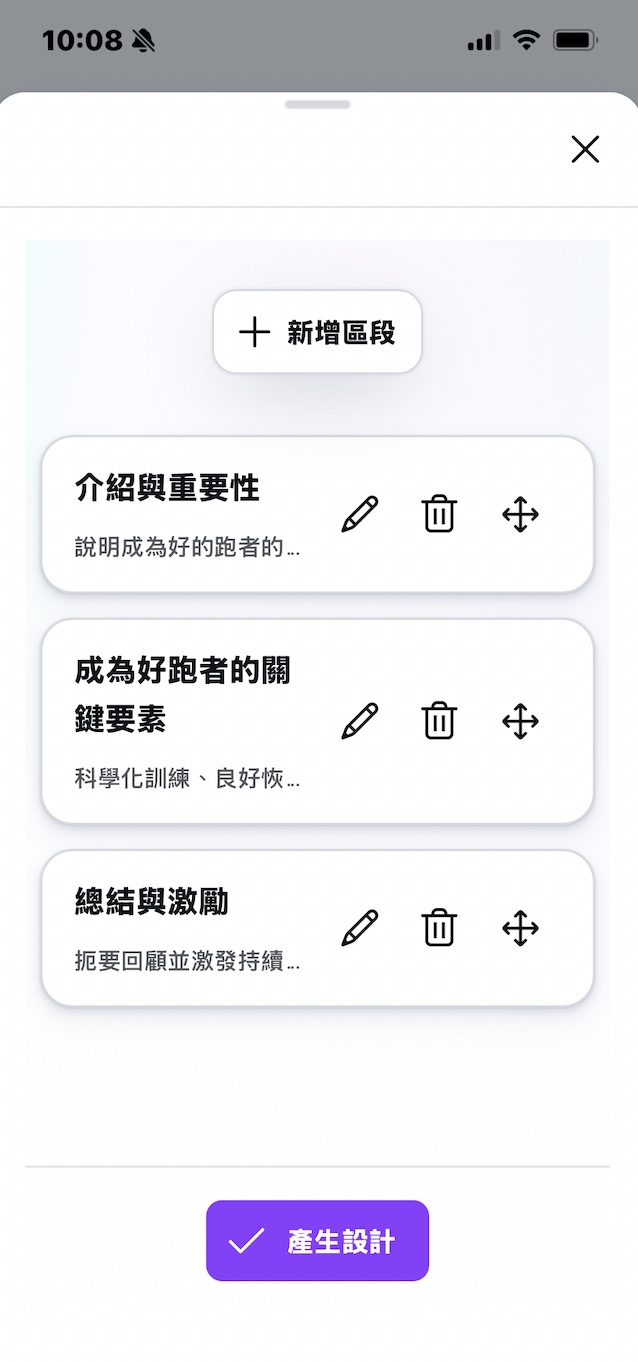 10:08
新增區段
介紹與重要性
說明成為好的跑者的...
成為好跑者的關
鍵要素
科學化訓練、良好恢...
總結與激勵
扼要回顧並激發持續...
產生設計